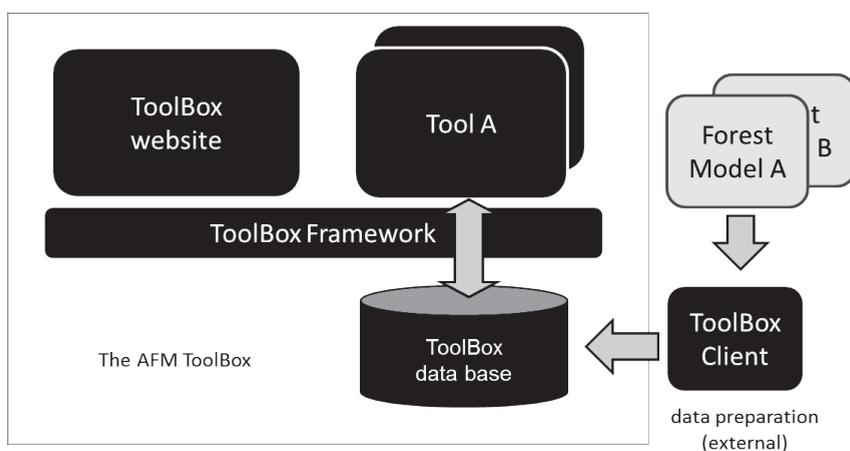 ToolBox
website
Tool A
t
B
Forest
Model A
ToolBox Framework
ToolBox
data base
ToolBox
Client
The AFM ToolBox
data preparation
(external)